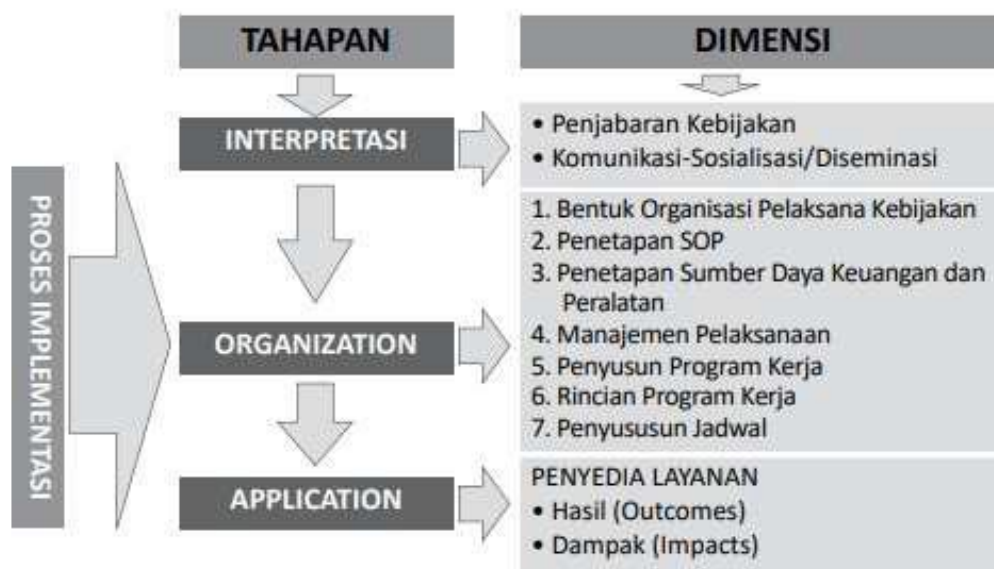 TAHAPAN
DIMENSI
PROSES IMPLEMENTASI
INTERPRETASI
• Penjabaran Kebijakan
• Komunikasi-Sosialisasi/Diseminasi
ORGANIZATION
1. Bentuk Organisasi Pelaksana Kebijakan
2. Penetapan SOP
3. Penetapan Sumber Daya Keuangan dan
Peralatan
4. Manajemen Pelaksanaan
5. Penyusun Program Kerja
6. Rincian Program Kerja
7. Penyususun Jadwal
APPLICATION
PENYEDIA LAYANAN
• Hasil (Outcomes)
• Dampak (Impacts)